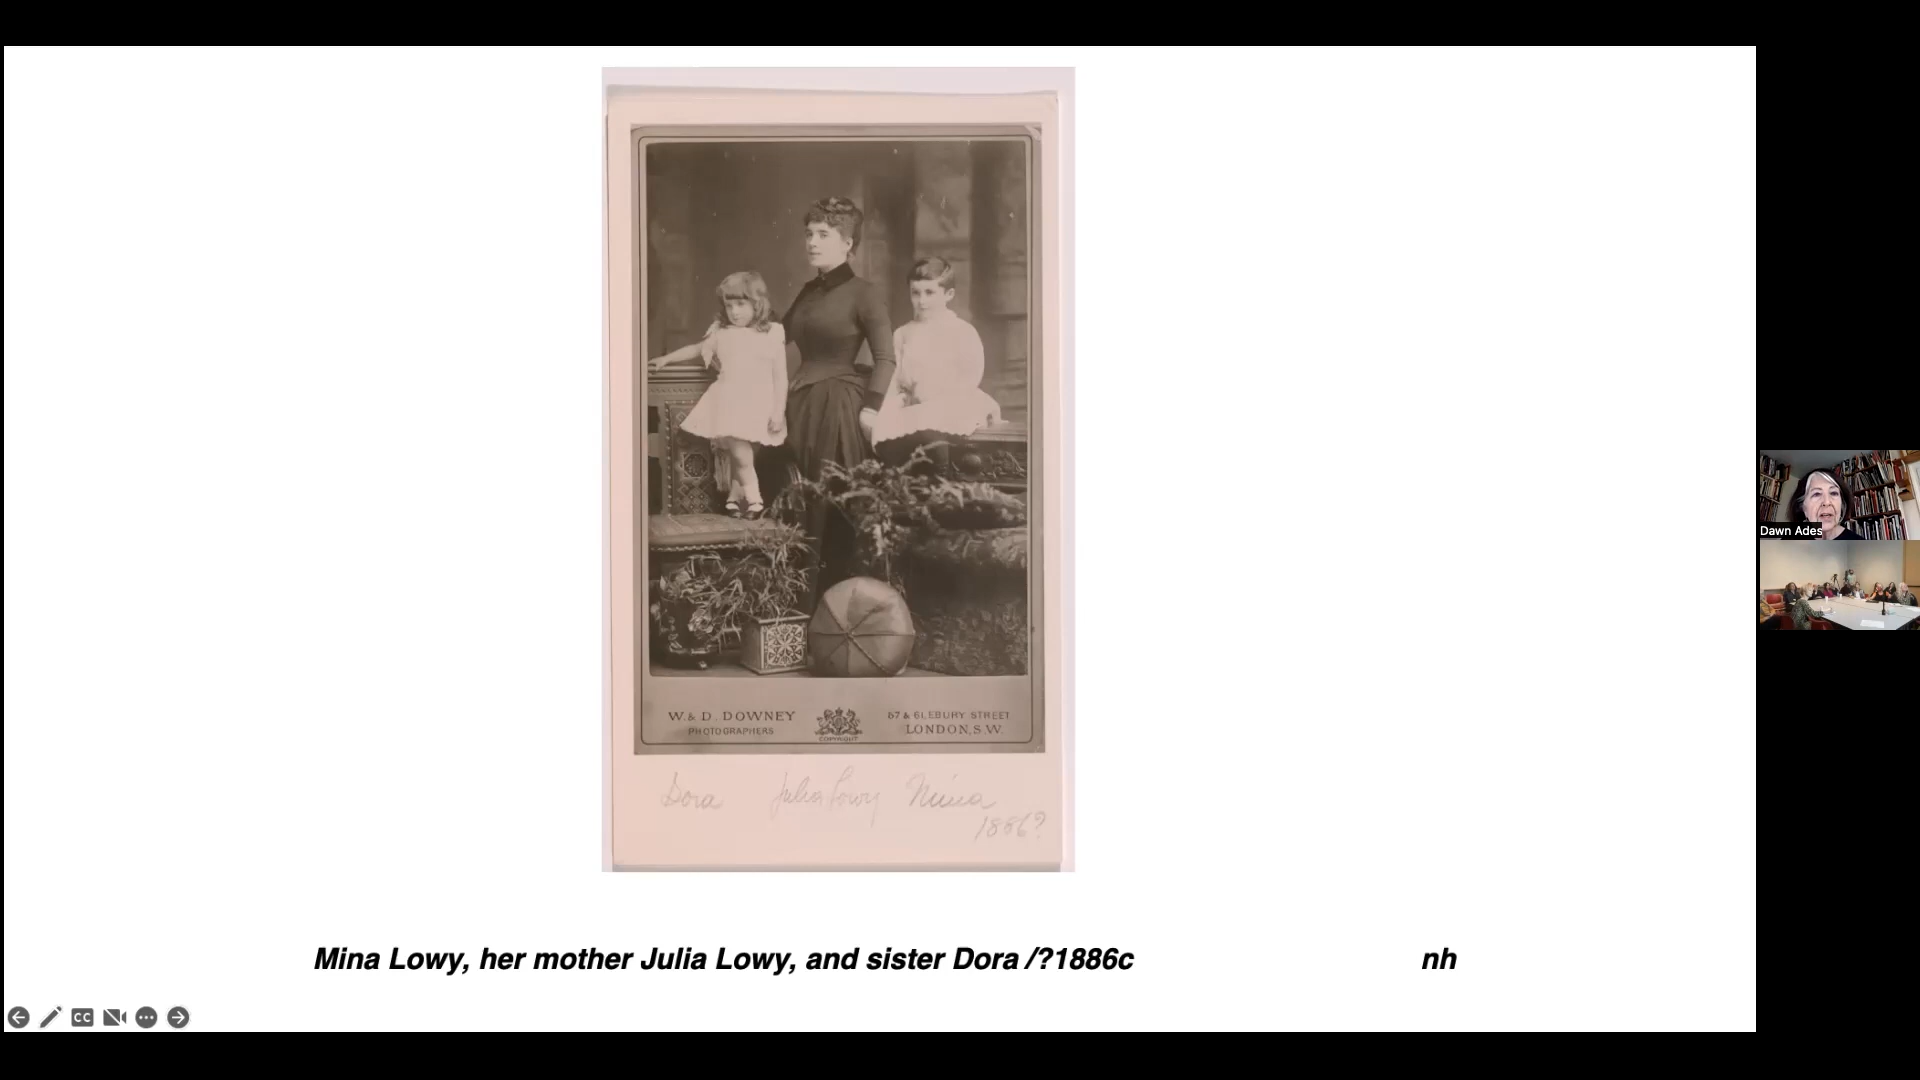 W. & D. DOWNEY
PHOTOGRAPHERS
COPYRIGHT
57 & 61, EBURY STREET
LONDON, S.W.
Dora Julia Lowy Mina
1886?
Mina Lowy, her mother Julia Lowy, and sister Dora /?1886c
nh
CC
Dawn Ades